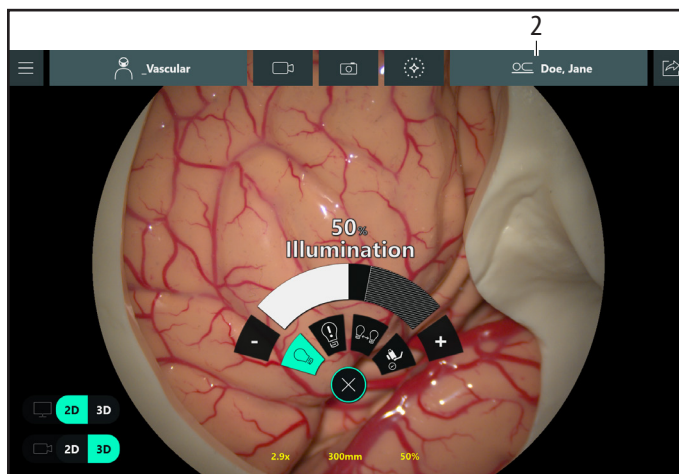 2
_Vascular
Doe, Jane
50%
Illumination
- +
2D 3D
2D 3D
2.9x 300mm 50%